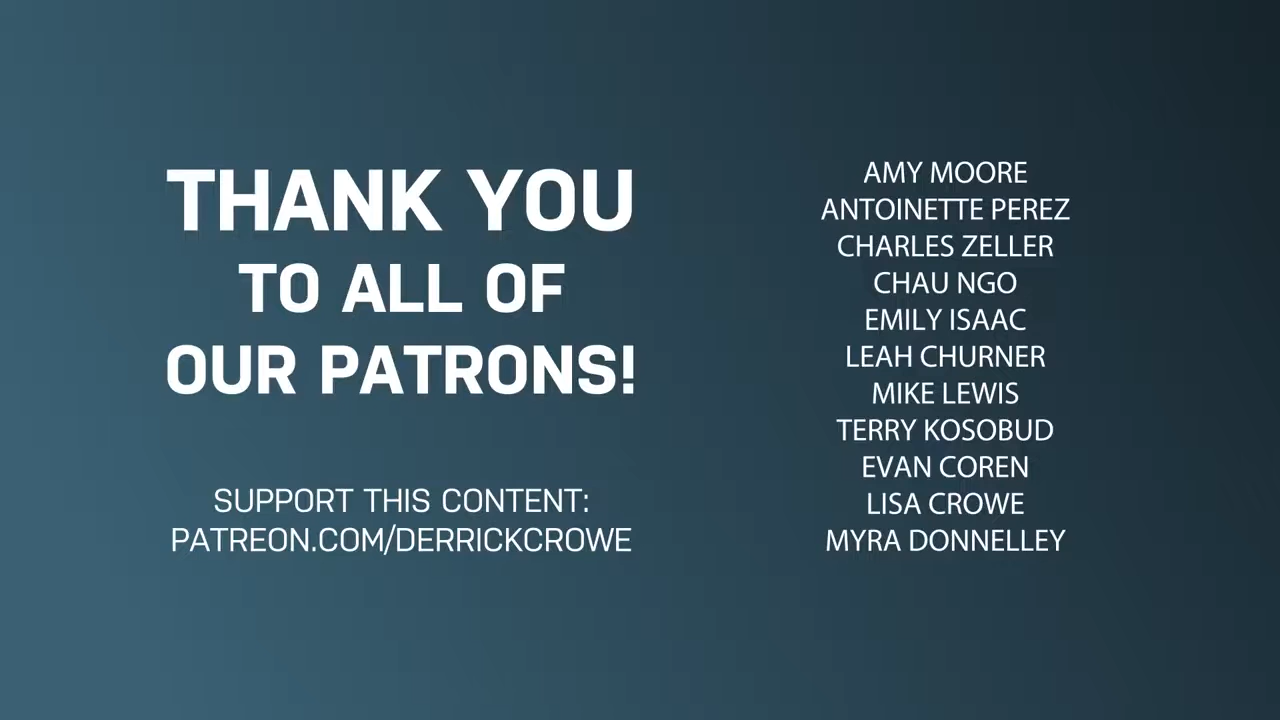 THANK YOU
TO ALL OF
OUR PATRONS!
SUPPORT THIS CONTENT:
PATREON.COM/DERRICKCROWE
AMY MOORE
ANTOINETTE PEREZ
CHARLES ZELLER
CHAU NGO
EMILY ISAAC
LEAH CHURNER
MIKE LEWIS
TERRY KOSOBUD
EVAN COREN
LISA CROWE
MYRA DONNELLEY